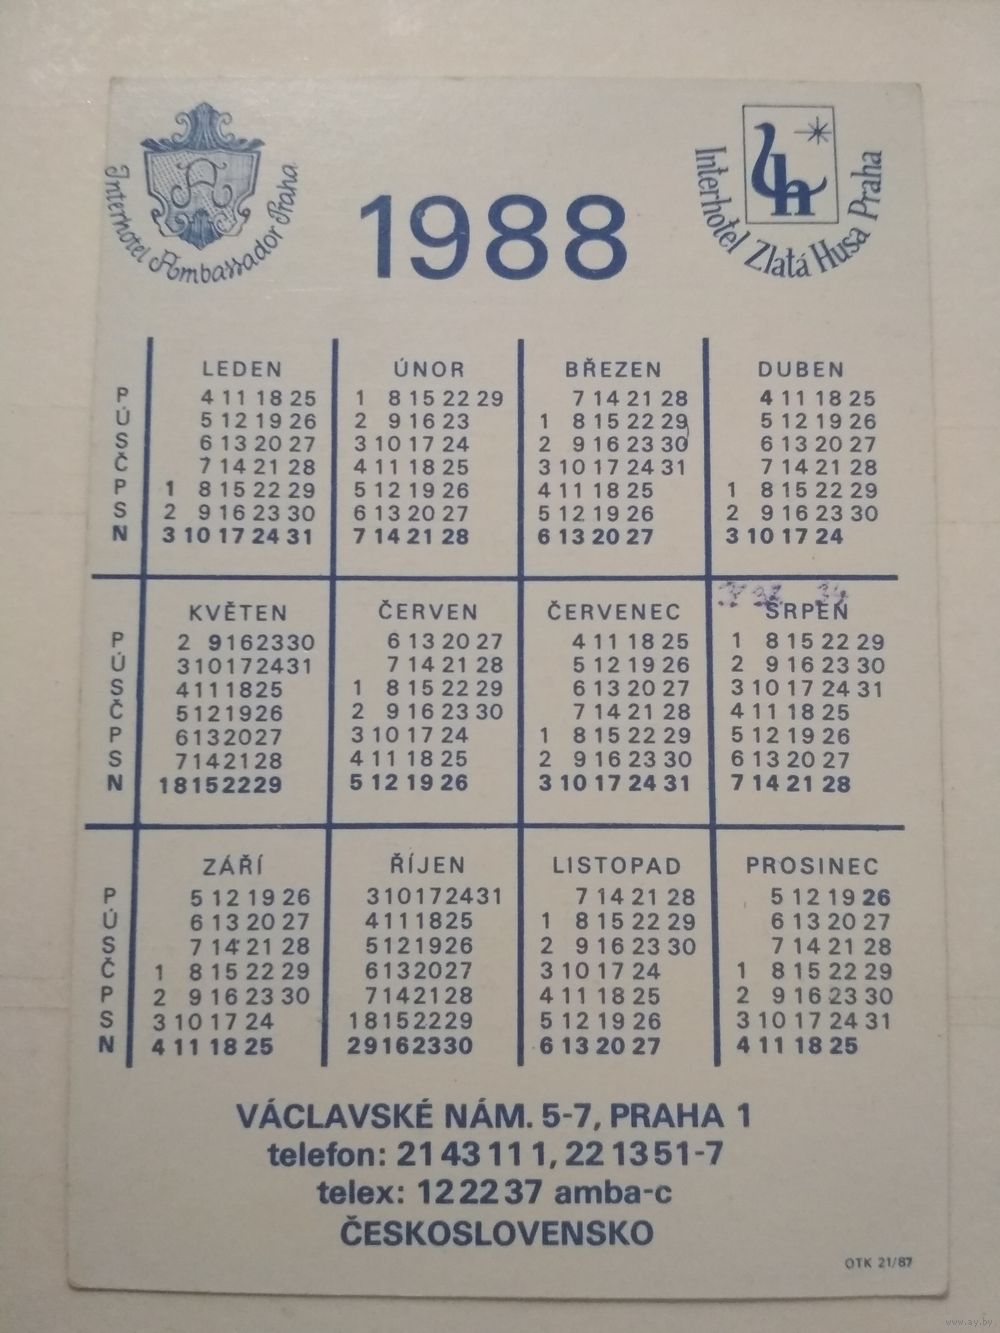 Interhotel Ambassador Praha
1988
Interhotel Zlatá Husa Praha
LEDEN ÚNOR BŘEZEN DUBEN
P 4 11 18 25 1 8 15 22 29 7 14 21 28 4 11 18 25
Ú 5 12 19 26 2 9 16 23 1 8 15 22 29 5 12 19 26
S 6 13 20 27 3 10 17 24 2 9 16 23 30 6 13 20 27
Č 7 14 21 28 4 11 18 25 3 10 17 24 31 7 14 21 28
P 1 8 15 22 29 5 12 19 26 4 11 18 25 1 8 15 22 29
S 2 9 16 23 30 6 13 20 27 5 12 19 26 2 9 16 23 30
N 3 10 17 24 31 7 14 21 28 6 13 20 27 3 10 17 24
KVĚTEN ČERVEN ČERVENEC SRPEN
P 2 9 16 23 30 6 13 20 27 4 11 18 25 1 8 15 22 29
Ú 3 10 17 24 31 7 14 21 28 5 12 19 26 2 9 16 23 30
S 4 11 18 25 1 8 15 22 29 6 13 20 27 3 10 17 24 31
Č 5 12 19 26 2 9 16 23 30 7 14 21 28 4 11 18 25
P 6 13 20 27 3 10 17 24 1 8 15 22 29 5 12 19 26
S 7 14 21 28 4 11 18 25 2 9 16 23 30 6 13 20 27
N 1 8 15 22 29 5 12 19 26 3 10 17 24 31 7 14 21 28
ZÁŘÍ ŘÍJEN LISTOPAD PROSINEC
P 5 12 19 26 3 10 17 24 31 7 14 21 28 5 12 19 26
Ú 6 13 20 27 4 11 18 25 1 8 15 22 29 6 13 20 27
S 7 14 21 28 5 12 19 26 2 9 16 23 30 7 14 21 28
Č 1 8 15 22 29 6 13 20 27 3 10 17 24 1 8 15 22 29
P 2 9 16 23 30 7 14 21 28 4 11 18 25 2 9 16 23 30
S 3 10 17 24 1 8 15 22 29 5 12 19 26 3 10 17 24 31
N 4 11 18 25 2 9 16 23 30 6 13 20 27 4 11 18 25
VÁCLAVSKÉ NÁM. 5-7, PRAHA 1
telefon: 21 43 11 1, 22 13 51-7
telex: 12 22 37 amba-c
ČESKOSLOVENSKO
OTK 21/87
www.ay.by